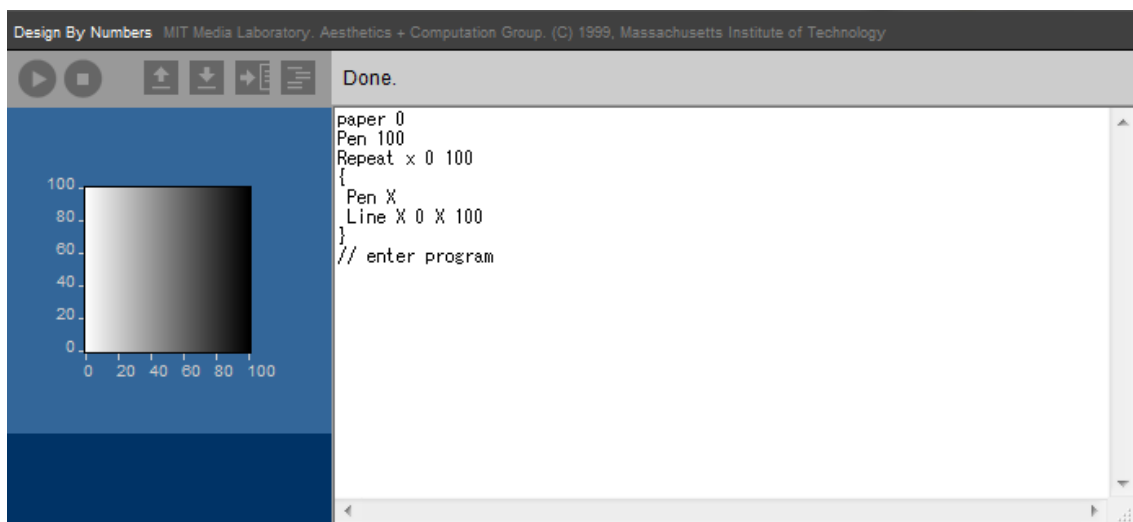 Design By Numbers MIT Media Laboratory. Aesthetics + Computation Group. (C) 1999, Massachusetts Institute of Technology
Done.
paper 0
Pen 100
Repeat x 0 100
{
Pen X
Line X 0 X 100
}
// enter program
100
80
60
40
20
0
0 20 40 60 80 100